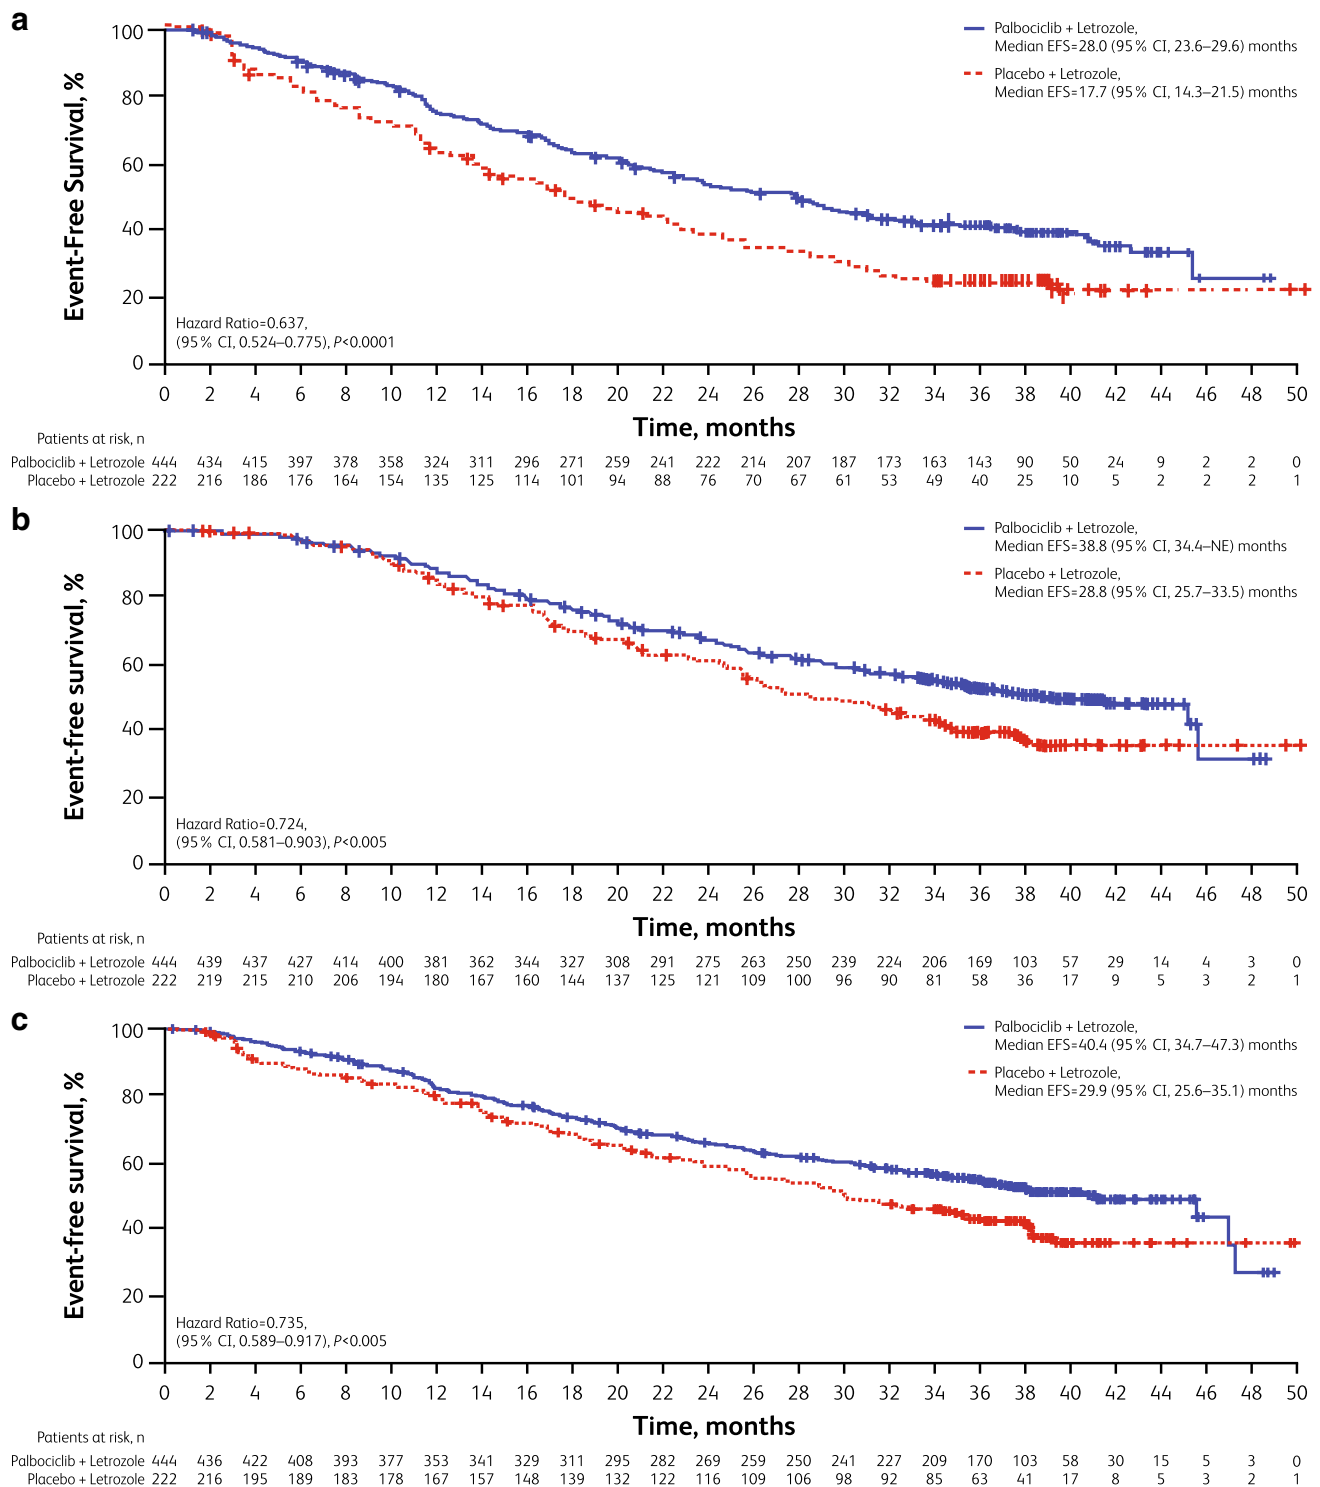 a
Event-Free Survival, %
100
80
60
40
20
0
Palbociclib + Letrozole,
Median EFS=28.0 (95% CI, 23.6–29.6) months
Placebo + Letrozole,
Median EFS=17.7 (95% CI, 14.3–21.5) months
Hazard Ratio=0.637,
(95% CI, 0.524–0.775), P<0.0001
0 2 4 6 8 10 12 14 16 18 20 22 24 26 28 30 32 34 36 38 40 42 44 46 48 50
Time, months
Patients at risk, n
Palbociclib + Letrozole 444 434 415 397 378 358 324 311 296 271 259 241 222 214 207 187 173 163 143 90 50 24 9 2 2 0
Placebo + Letrozole 222 216 186 176 164 154 135 125 114 101 94 88 76 70 67 61 53 49 40 25 10 5 2 2 2 1
b
Event-free survival, %
100
80
60
40
20
0
Palbociclib + Letrozole,
Median EFS=38.8 (95% CI, 34.4–NE) months
Placebo + Letrozole,
Median EFS=28.8 (95% CI, 25.7–33.5) months
Hazard Ratio=0.724,
(95% CI, 0.581–0.903), P<0.005
0 2 4 6 8 10 12 14 16 18 20 22 24 26 28 30 32 34 36 38 40 42 44 46 48 50
Time, months
Patients at risk, n
Palbociclib + Letrozole 444 439 437 427 414 400 381 362 344 327 308 291 275 263 250 239 224 206 169 103 57 29 14 4 3 0
Placebo + Letrozole 222 219 215 210 206 194 180 167 160 144 137 125 121 109 100 96 90 81 58 36 17 9 5 3 2 1
c
Event-free survival, %
100
80
60
40
20
0
Palbociclib + Letrozole,
Median EFS=40.4 (95% CI, 34.7–47.3) months
Placebo + Letrozole,
Median EFS=29.9 (95% CI, 25.6–35.1) months
Hazard Ratio=0.735,
(95% CI, 0.589–0.917), P<0.005
0 2 4 6 8 10 12 14 16 18 20 22 24 26 28 30 32 34 36 38 40 42 44 46 48 50
Time, months
Patients at risk, n
Palbociclib + Letrozole 444 436 422 408 393 377 353 341 329 311 295 282 269 259 250 241 227 209 170 103 58 30 15 5 3 0
Placebo + Letrozole 222 216 195 189 183 178 167 157 148 139 132 122 116 109 106 98 92 85 63 41 17 8 5 3 2 1